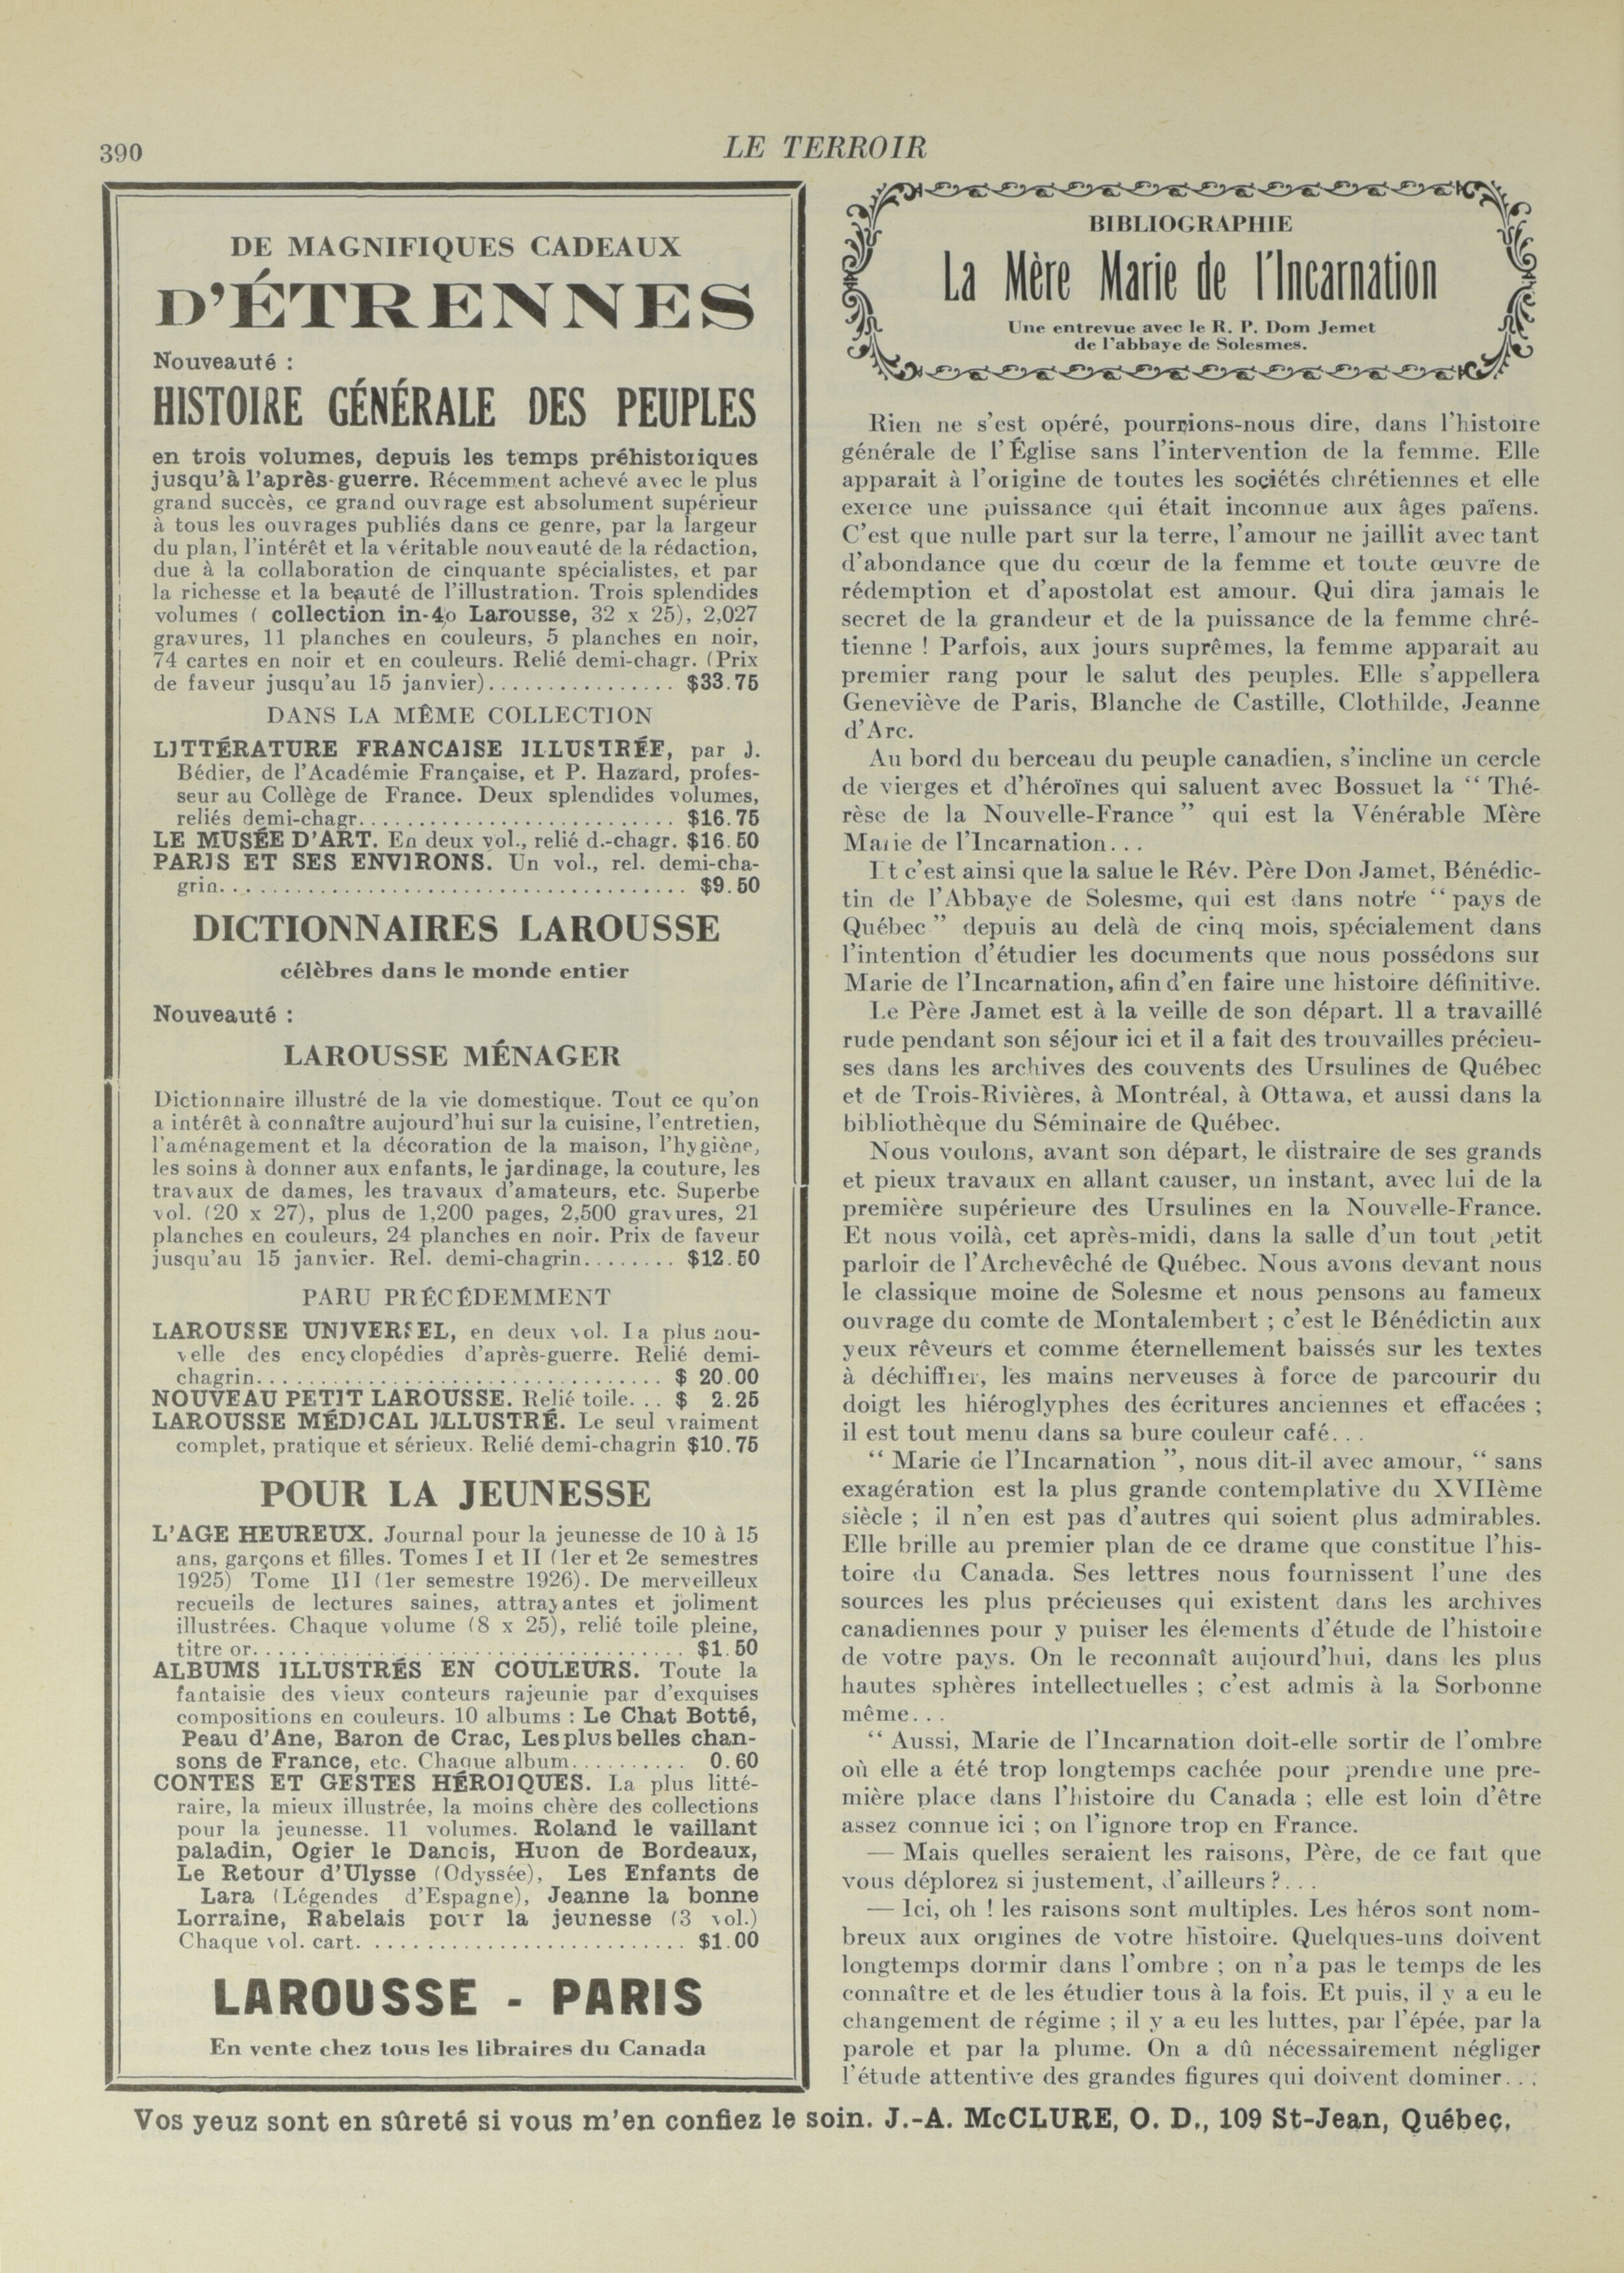 390
LE TERROIR
DE MAGNIFIQUES CADEAUX
D'ÉTRENNES
Nouveauté :
HISTOIRE GÉNÉRALE DES PEUPLES
en trois volumes, depuis les temps préhistoriques
jusqu'à l'après-guerre. Récemment achevé avec le plus
grand succès, ce grand ouvrage est absolument supérieur
à tous les ouvrages publiés dans ce genre, par la largeur
du plan, l'intérêt et la véritable nouveauté de la rédaction,
due à la collaboration de cinquante spécialistes, et par
la richesse et la beauté de l'illustration. Trois splendides
volumes ( collection in-4o Larousse, 32 x 25), 2,027
gravures, 11 planches en couleurs, 5 planches en noir,
74 cartes en noir et en couleurs. Relié demi-chagr. (Prix
de faveur jusqu'au 15 janvier)................ $33.75
DANS LA MÊME COLLECTION
LITTÉRATURE FRANCAISE ILLUSTRÉE, par J.
Bédier, de l'Académie Française, et P. Hazard, profes-
seur au Collège de France. Deux splendides volumes,
reliés demi-chagr............................ $16.75
LE MUSÉE D'ART. En deux vol., relié d.-chagr. $16.50
PARIS ET SES ENVIRONS. Un vol., rel. demi-cha-
grin......................................... $9.50
DICTIONNAIRES LAROUSSE
célèbres dans le monde entier
Nouveauté :
LAROUSSE MÉNAGER
Dictionnaire illustré de la vie domestique. Tout ce qu'on
a intérêt à connaître aujourd'hui sur la cuisine, l'entretien,
l'aménagement et la décoration de la maison, l'hygiène,
les soins à donner aux enfants, le jardinage, la couture, les
travaux de dames, les travaux d'amateurs, etc. Superbe
vol. (20 x 27), plus de 1,200 pages, 2,500 gravures, 21
planches en couleurs, 24 planches en noir. Prix de faveur
jusqu'au 15 janvier. Rel. demi-chagrin........ $12.50
PARU PRÉCÉDEMMENT
LAROUSSE UNIVERSEL, en deux vol. La plus nou-
velle des encyclopédies d'après-guerre. Relié demi-
chagrin.................................. $ 20.00
NOUVEAU PETIT LAROUSSE. Relié toile... $ 2.25
LAROUSSE MÉDICAL ILLUSTRÉ. Le seul vraiment
complet, pratique et sérieux. Relié demi-chagrin $10.75
POUR LA JEUNESSE
L'AGE HEUREUX. Journal pour la jeunesse de 10 à 15
ans, garçons et filles. Tomes I et II (1er et 2e semestres
1925) Tome III (1er semestre 1926). De merveilleux
recueils de lectures saines, attrayantes et joliment
illustrées. Chaque volume (8 x 25), relié toile pleine,
titre or...................................... $1.50
ALBUMS ILLUSTRÉS EN COULEURS. Toute la
fantaisie des vieux conteurs rajeunie par d'exquises
compositions en couleurs. 10 albums : Le Chat Botté,
Peau d'Ane, Baron de Crac, Les plus belles chan-
sons de France, etc. Chaque album.......... 0.60
CONTES ET GESTES HÉROIQUES. La plus litté-
raire, la mieux illustrée, la moins chère des collections
pour la jeunesse. 11 volumes. Roland le vaillant
paladin, Ogier le Danois, Huon de Bordeaux,
Le Retour d'Ulysse (Odyssée), Les Enfants de
Lara (Légendes d'Espagne), Jeanne la bonne
Lorraine, Rabelais pour la jeunesse (3 vol.)
Chaque vol. cart............................ $1.00
LAROUSSE - PARIS
En vente chez tous les libraires du Canada
BIBLIOGRAPHIE
La Mère Marie de l'Incarnation
Une entrevue avec le R. P. Dom Jemet
de l'abbaye de Solesmes.
Rien ne s'est opéré, pourrions-nous dire, dans l'histoire
générale de l'Église sans l'intervention de la femme. Elle
apparait à l'origine de toutes les sociétés chrétiennes et elle
exerce une puissance qui était inconnue aux âges païens.
C'est que nulle part sur la terre, l'amour ne jaillit avec tant
d'abondance que du cœur de la femme et toute œuvre de
rédemption et d'apostolat est amour. Qui dira jamais le
secret de la grandeur et de la puissance de la femme chré-
tienne ! Parfois, aux jours suprêmes, la femme apparait au
premier rang pour le salut des peuples. Elle s'appellera
Geneviève de Paris, Blanche de Castille, Clothilde, Jeanne
d'Arc.
Au bord du berceau du peuple canadien, s'incline un cercle
de vierges et d'héroïnes qui saluent avec Bossuet la “ Thé-
rèse de la Nouvelle-France ” qui est la Vénérable Mère
Marie de l'Incarnation...
Et c'est ainsi que la salue le Rév. Père Don Jamet, Bénédic-
tin de l'Abbaye de Solesme, qui est dans notre “ pays de
Québec ” depuis au delà de cinq mois, spécialement dans
l'intention d'étudier les documents que nous possédons sur
Marie de l'Incarnation, afin d'en faire une histoire définitive.
Le Père Jamet est à la veille de son départ. Il a travaillé
rude pendant son séjour ici et il a fait des trouvailles précieu-
ses dans les archives des couvents des Ursulines de Québec
et de Trois-Rivières, à Montréal, à Ottawa, et aussi dans la
bibliothèque du Séminaire de Québec.
Nous voulons, avant son départ, le distraire de ses grands
et pieux travaux en allant causer, un instant, avec lui de la
première supérieure des Ursulines en la Nouvelle-France.
Et nous voilà, cet après-midi, dans la salle d'un tout petit
parloir de l'Archevêché de Québec. Nous avons devant nous
le classique moine de Solesme et nous pensons au fameux
ouvrage du comte de Montalembert ; c'est le Bénédictin aux
yeux rêveurs et comme éternellement baissés sur les textes
à déchiffrer, les mains nerveuses à force de parcourir du
doigt les hiéroglyphes des écritures anciennes et effacées ;
il est tout menu dans sa bure couleur café...
“ Marie de l'Incarnation ”, nous dit-il avec amour, “ sans
exagération est la plus grande contemplative du XVIIème
siècle ; il n'en est pas d'autres qui soient plus admirables.
Elle brille au premier plan de ce drame que constitue l'his-
toire du Canada. Ses lettres nous fournissent l'une des
sources les plus précieuses qui existent dans les archives
canadiennes pour y puiser les élements d'étude de l'histoire
de votre pays. On le reconnaît aujourd'hui, dans les plus
hautes sphères intellectuelles ; c'est admis à la Sorbonne
même...
“ Aussi, Marie de l'Incarnation doit-elle sortir de l'ombre
où elle a été trop longtemps cachée pour prendre une pre-
mière place dans l'histoire du Canada ; elle est loin d'être
assez connue ici ; on l'ignore trop en France.
— Mais quelles seraient les raisons, Père, de ce fait que
vous déplorez si justement, d'ailleurs ?...
— Ici, oh ! les raisons sont multiples. Les héros sont nom-
breux aux origines de votre histoire. Quelques-uns doivent
longtemps dormir dans l'ombre ; on n'a pas le temps de les
connaître et de les étudier tous à la fois. Et puis, il y a eu le
changement de régime ; il y a eu les luttes, par l'épée, par la
parole et par la plume. On a dû nécessairement négliger
l'étude attentive des grandes figures qui doivent dominer...
Vos yeuz sont en sûreté si vous m'en confiez le soin. J.-A. McCLURE, O. D., 109 St-Jean, Québec.